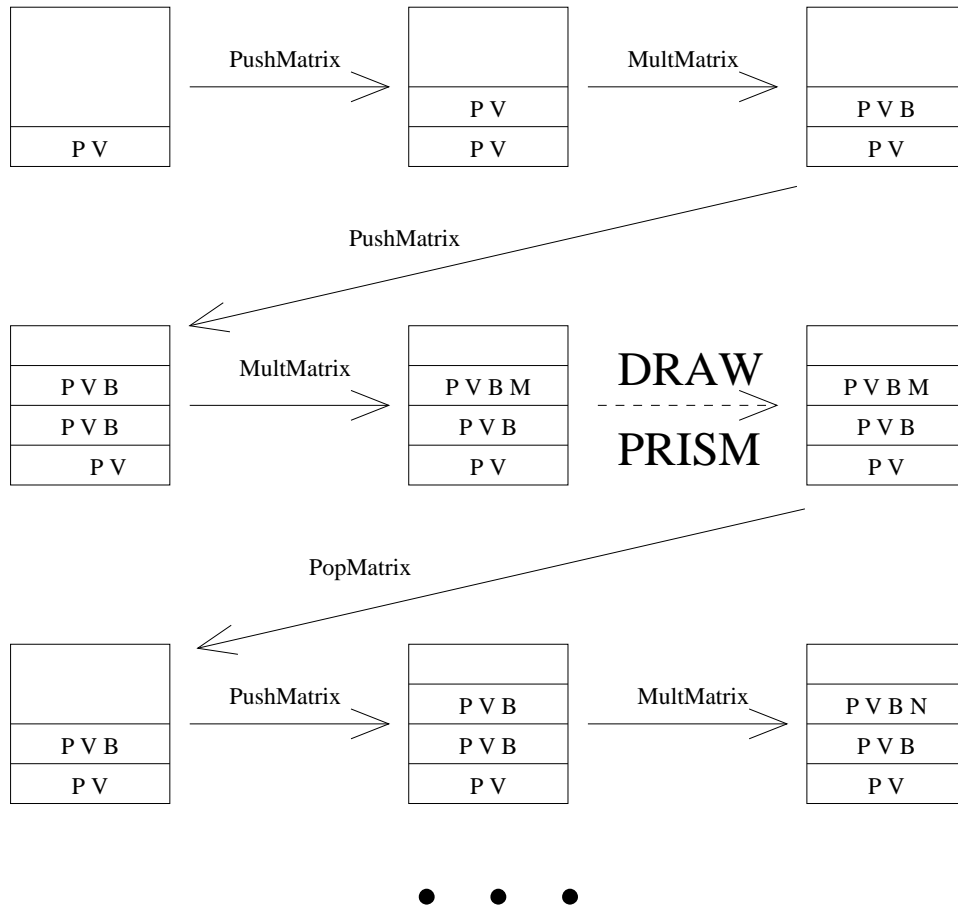 PushMatrix
MultMatrix
P V
P V B
P V
P V
P V
PushMatrix
MultMatrix
DRAW
P V B
P V B M
P V B M
P V B
P V B
P V B
PRISM
P V
P V
P V
PopMatrix
PushMatrix
MultMatrix
P V B
P V B N
P V B
P V B
P V B
P V
P V
P V